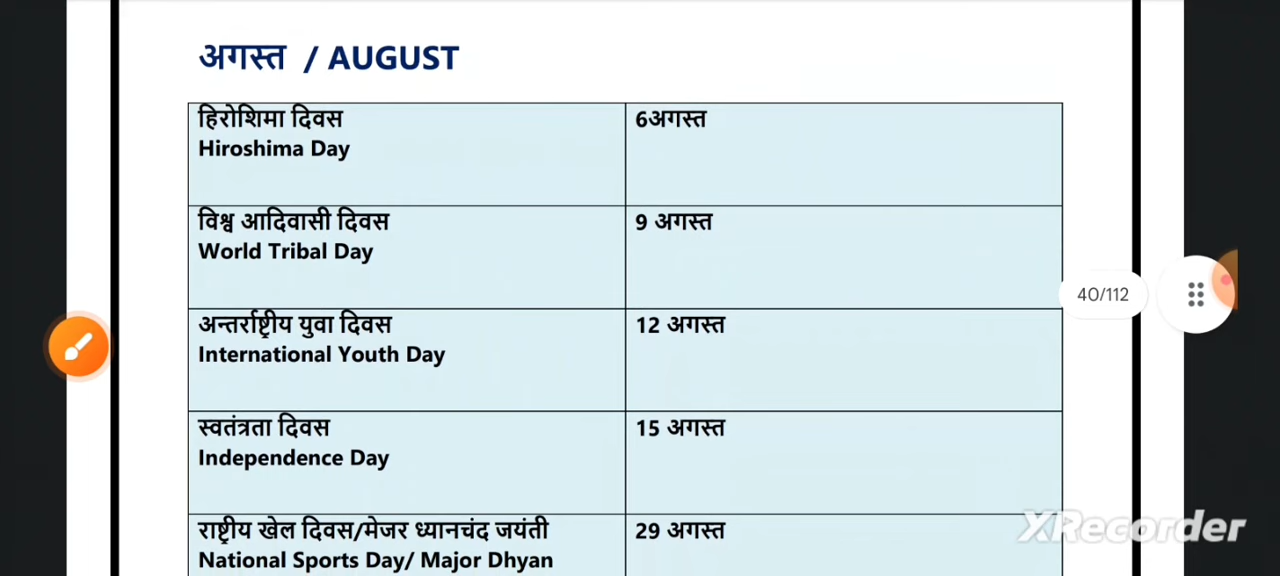 अगस्त / AUGUST
हिरोशिमा दिवस
6अगस्त
Hiroshima Day
विश्व आदिवासी दिवस
9 अगस्त
World Tribal Day
40/112
अन्तर्राष्ट्रीय युवा दिवस
12 अगस्त
International Youth Day
स्वतंत्रता दिवस
15 अगस्त
Independence Day
राष्ट्रीय खेल दिवस/मेजर ध्यानचंद जयंती
29 अगस्त
National Sports Day/ Major Dhyan
XRecorder